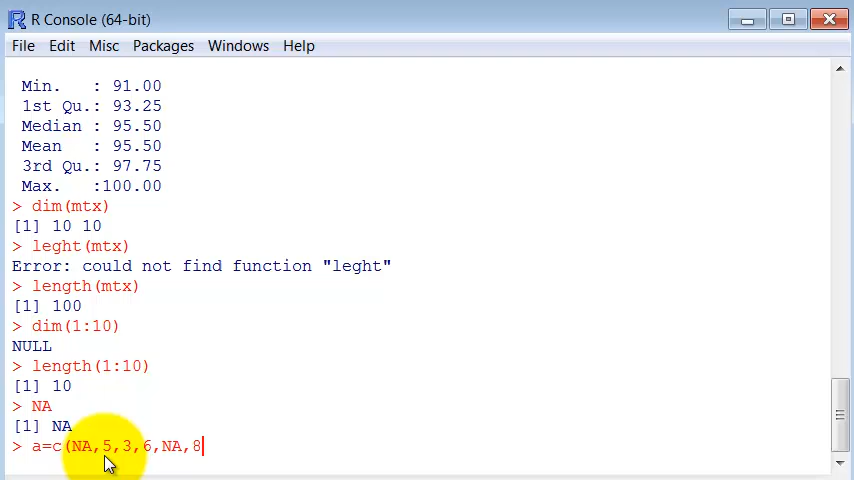 R Console (64-bit)
File Edit Misc Packages Windows Help
Min. : 91.00
1st Qu.: 93.25
Median : 95.50
Mean : 95.50
3rd Qu.: 97.75
Max. :100.00
> dim(mtx)
[1] 10 10
> leght(mtx)
Error: could not find function "leght"
> length(mtx)
[1] 100
> dim(1:10)
NULL
> length(1:10)
[1] 10
> NA
[1] NA
> a=c(NA,5,3,6,NA,8